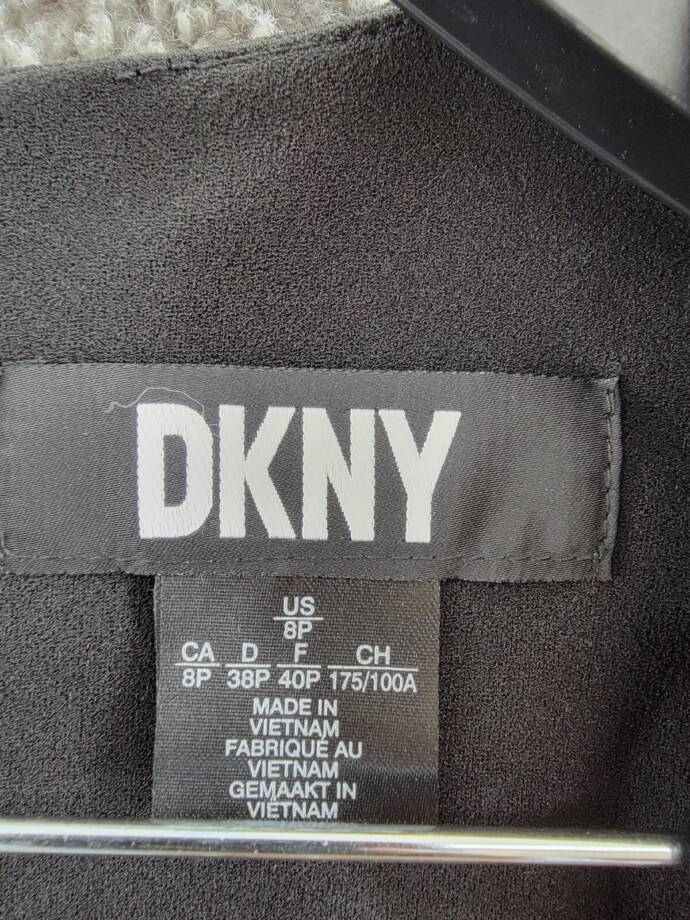 DKNY
US
8P
CA D F CH
8P 38P 40P 175/100A
MADE IN
VIETNAM
FABRIQUÉ AU
VIETNAM
GEMAAKT IN
VIETNAM